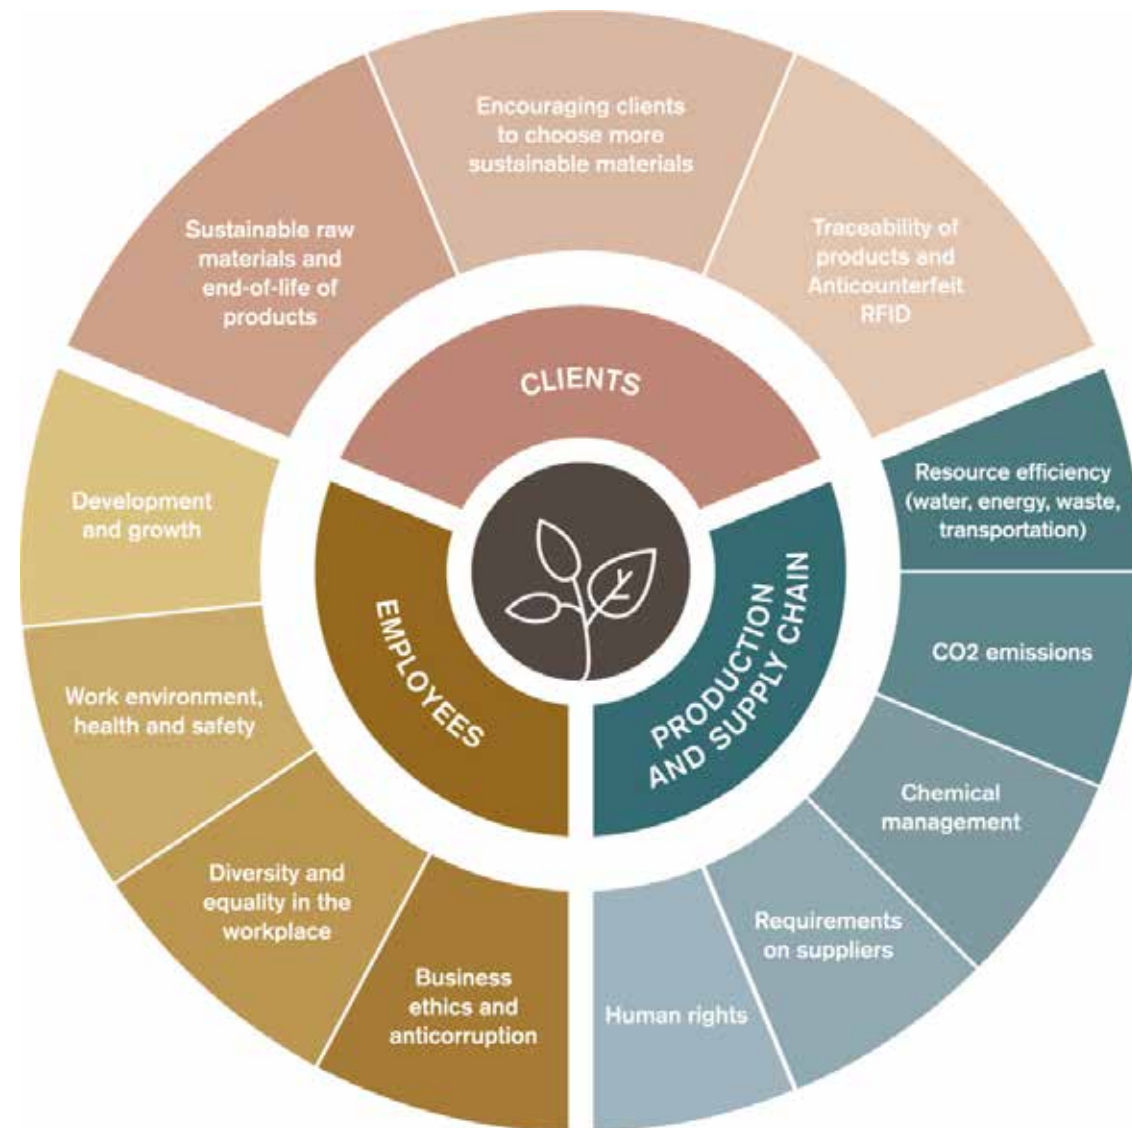 Encouraging clients
to choose more
sustainable materials
Sustainable raw
materials and
end-of-life of
products
Traceability of
products and
Anticounterfeit
RFID
CLIENTS
Resource efficiency
(water, energy, waste,
transportation)
CO2 emissions
Chemical
management
Requirements
on suppliers
Human rights
PRODUCTION
AND SUPPLY CHAIN
Development
and growth
Work environment,
health and safety
Diversity and
equality in the
workplace
Business
ethics and
anticorruption
EMPLOYEES